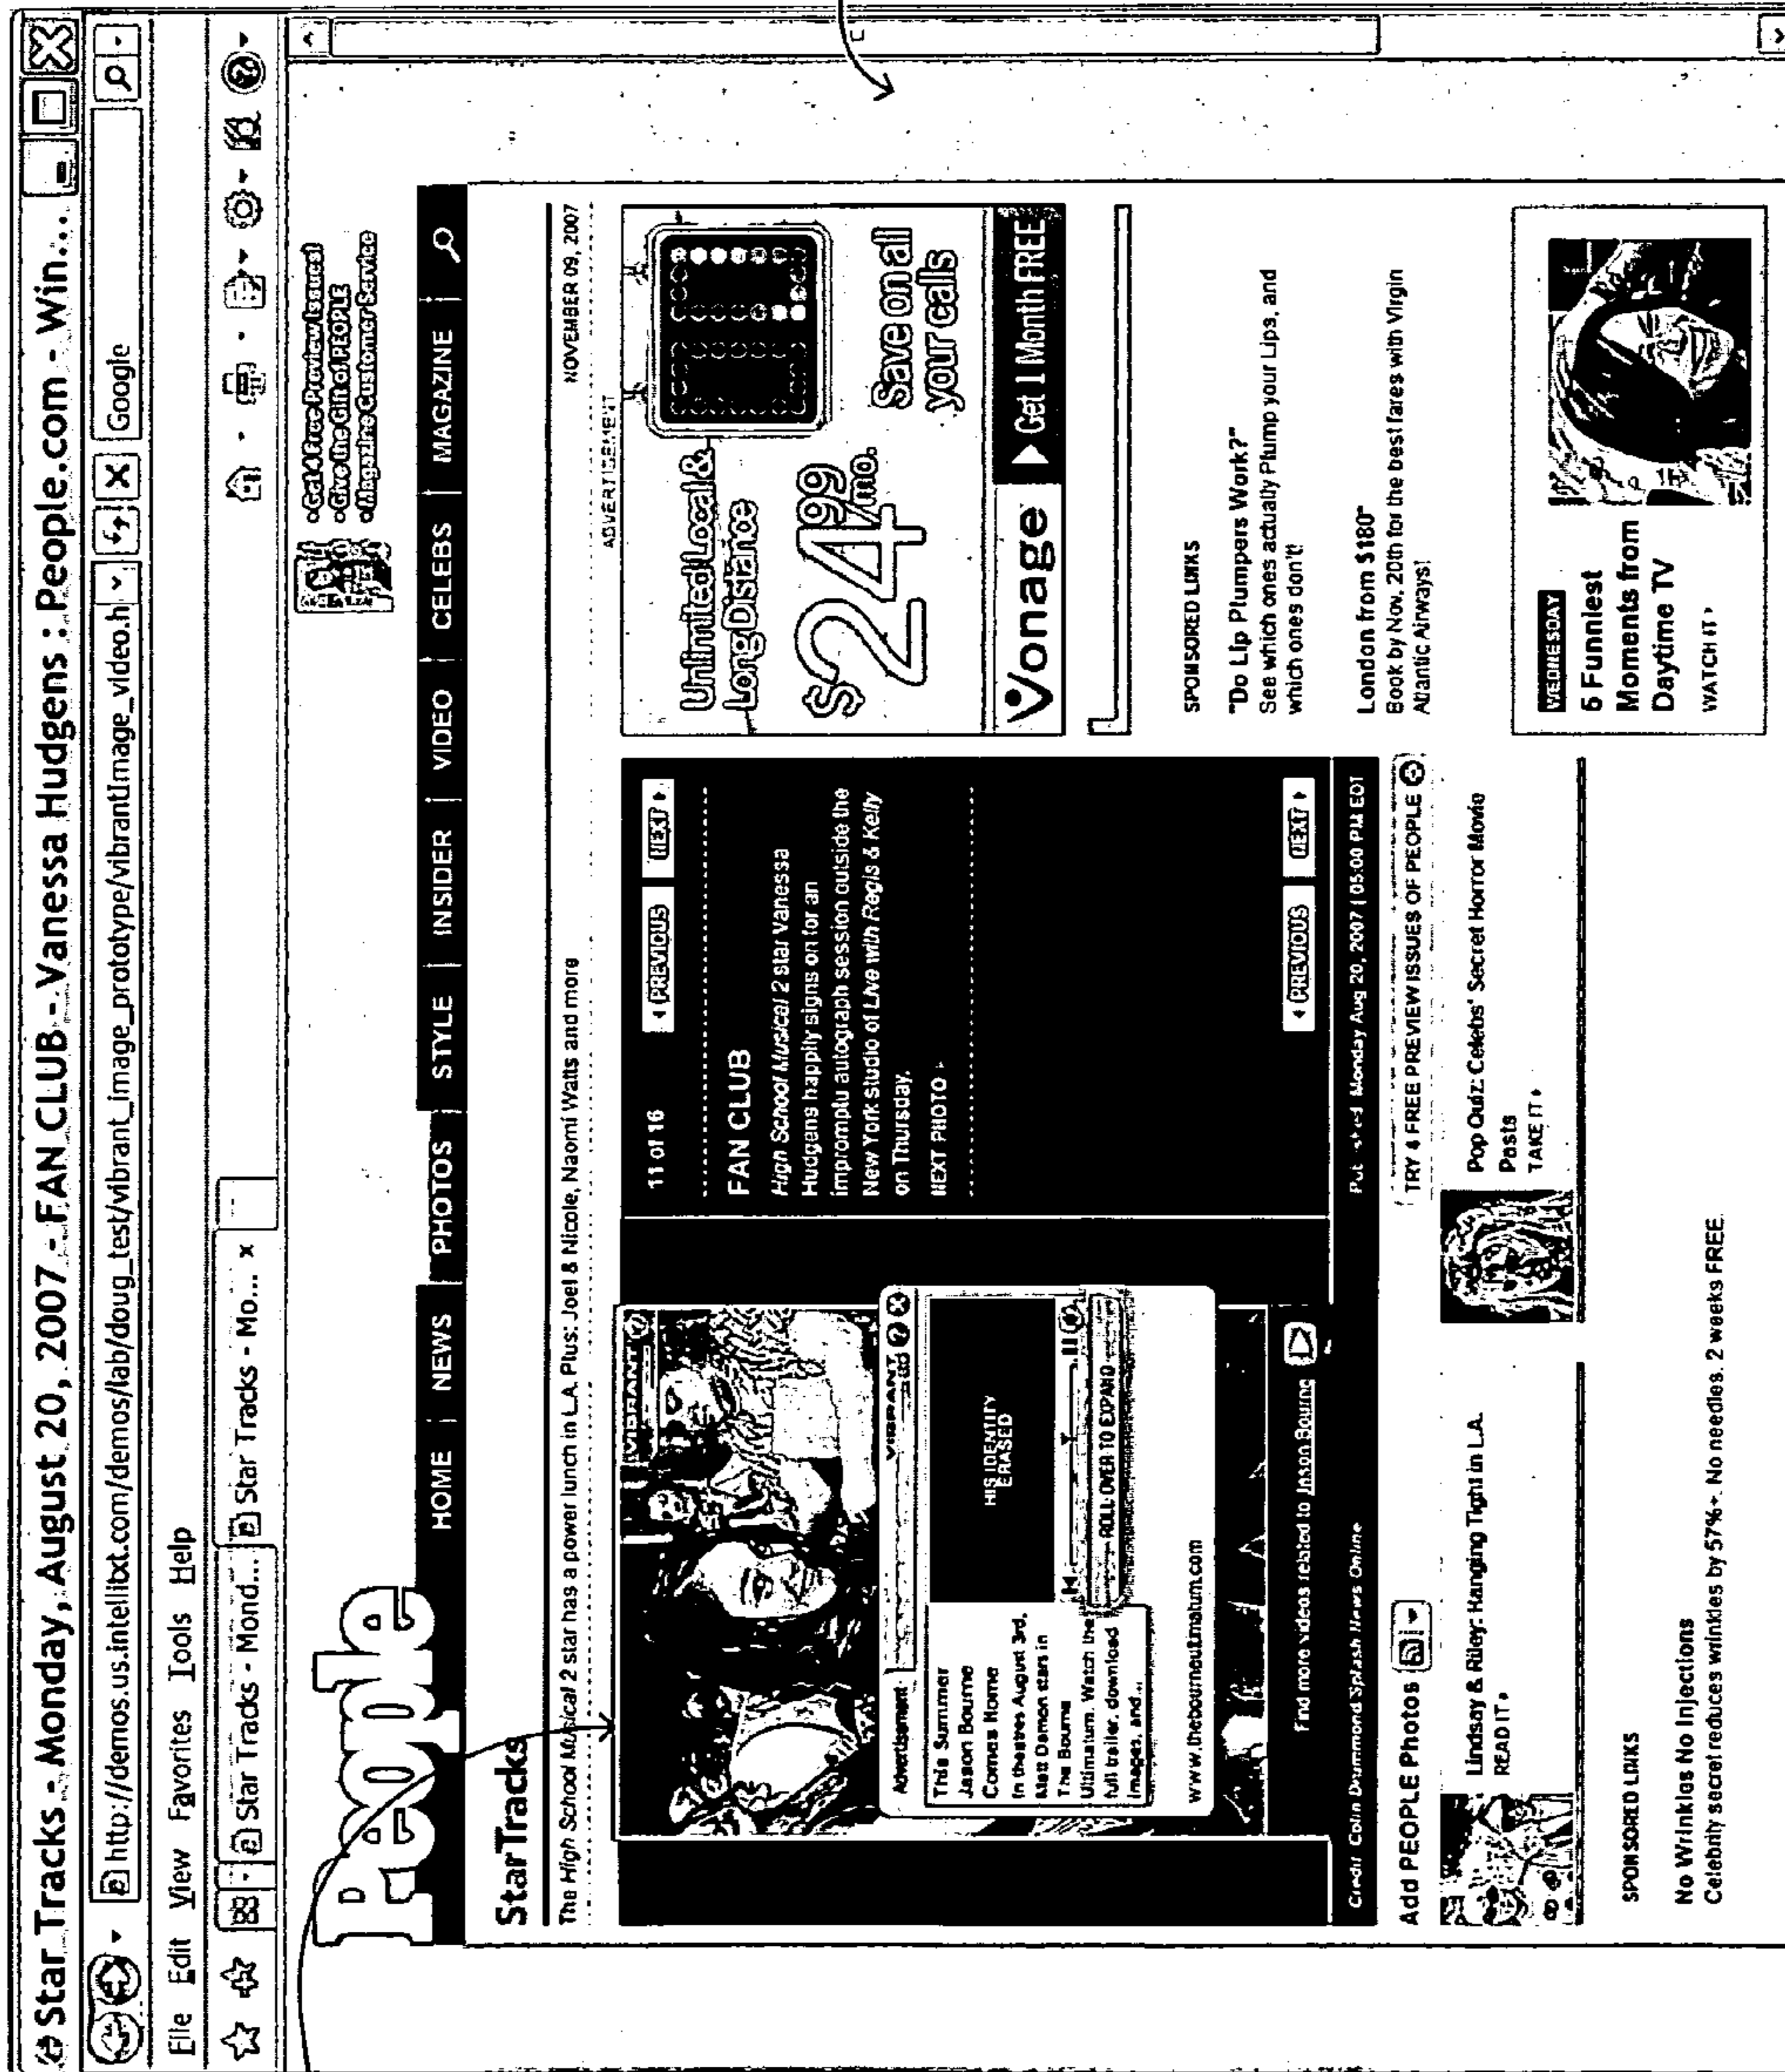 Star Tracks - Monday, August 20, 2007 - FAN CLUB - Vanessa Hudgens : People.com - Win...
http://demos.us.intellitxt.com/demos/lab/doug_test/vibrant_image_prototype/vibrantImage_video.h
Google
File Edit View Favorites Tools Help
Star Tracks - Mond...
Star Tracks - Mo... x
People
• Get 4 Free Preview Issues!
• Give the Gift of PEOPLE
• Magazine Customer Service
HOME | NEWS | PHOTOS | STYLE | INSIDER | VIDEO | CELEBS | MAGAZINE
StarTracks
NOVEMBER 09, 2007
The High School Musical 2 star has a power lunch in L.A. Plus: Joel & Nicole, Naomi Watts and more
VIBRANT
Advertisement
VIBRANT
This Summer
Jason Bourne
Comes Home
In theatres August 3rd.
Matt Damon stars in
The Bourne
Ultimatum. Watch the
full trailer, download
images, and...
HIS IDENTITY
ERASED
ROLL OVER TO EXPAND
www.thebourneultimatum.com
Find more videos related to Jason Bourne
Credit Colin Drummond Splash News Online
11 of 16
PREVIOUS
NEXT
FAN CLUB
High School Musical 2 star Vanessa
Hudgens happily signs on for an
impromptu autograph session outside the
New York studio of Live with Regis & Kelly
on Thursday.
NEXT PHOTO
PREVIOUS
NEXT
Monday Aug 20, 2007 | 05:00 PM EDT
Add PEOPLE Photos
TRY 4 FREE PREVIEW ISSUES OF PEOPLE
Lindsay & Riley: Hanging Tight in L.A.
READ IT
Pop Quiz: Celebs' Secret Horror Movie
Pasts
TAKE IT
SPONSORED LINKS
No Wrinkles No Injections
Celebrity secret reduces winkles by 57%+. No needles. 2 weeks FREE.
ADVERTISEMENT
Unlimited Local &
Long Distance
$24 99 /mo.
Save on all
your calls
Vonage
Get 1 Month FREE
SPONSORED LINKS
"Do Lip Plumpers Work?"
See which ones actually Plump your Lips, and
which ones don't!
London from $180*
Book by Nov. 20th for the best fares with Virgin
Atlantic Airways!
WEDNESDAY
5 Funniest
Moments from
Daytime TV
WATCH IT